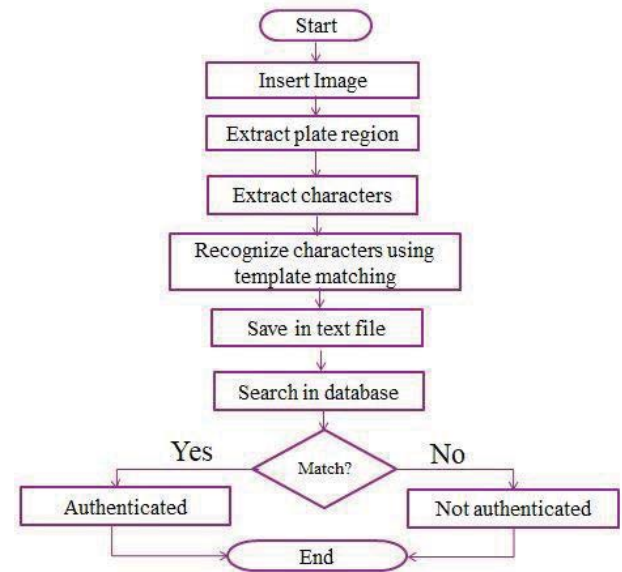 Start
Insert Image
Extract plate region
Extract characters
Recognize characters using
template matching
Save in text file
Search in database
Yes
Match?
No
Authenticated
Not authenticated
End